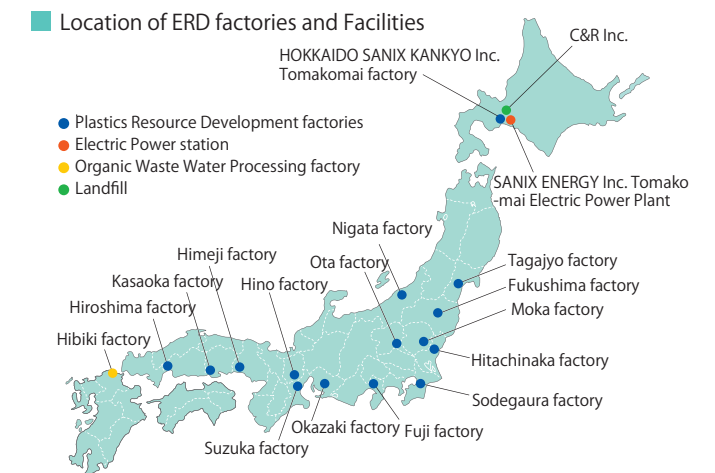 Location of ERD factories and Facilities
C&R Inc.
HOKKAIDO SANIX KANKYO Inc.
Tomakomai factory
Plastics Resource Development factories
Electric Power station
Organic Waste Water Processing factory
Landfill
SANIX ENERGY Inc. Tomako
-mai Electric Power Plant
Nigata factory
Himeji factory
Ota factory
Tagajyo factory
Kasaoka factory
Hino factory
Fukushima factory
Hiroshima factory
Moka factory
Hibiki factory
Hitachinaka factory
Sodegaura factory
Okazaki factory
Fuji factory
Suzuka factory